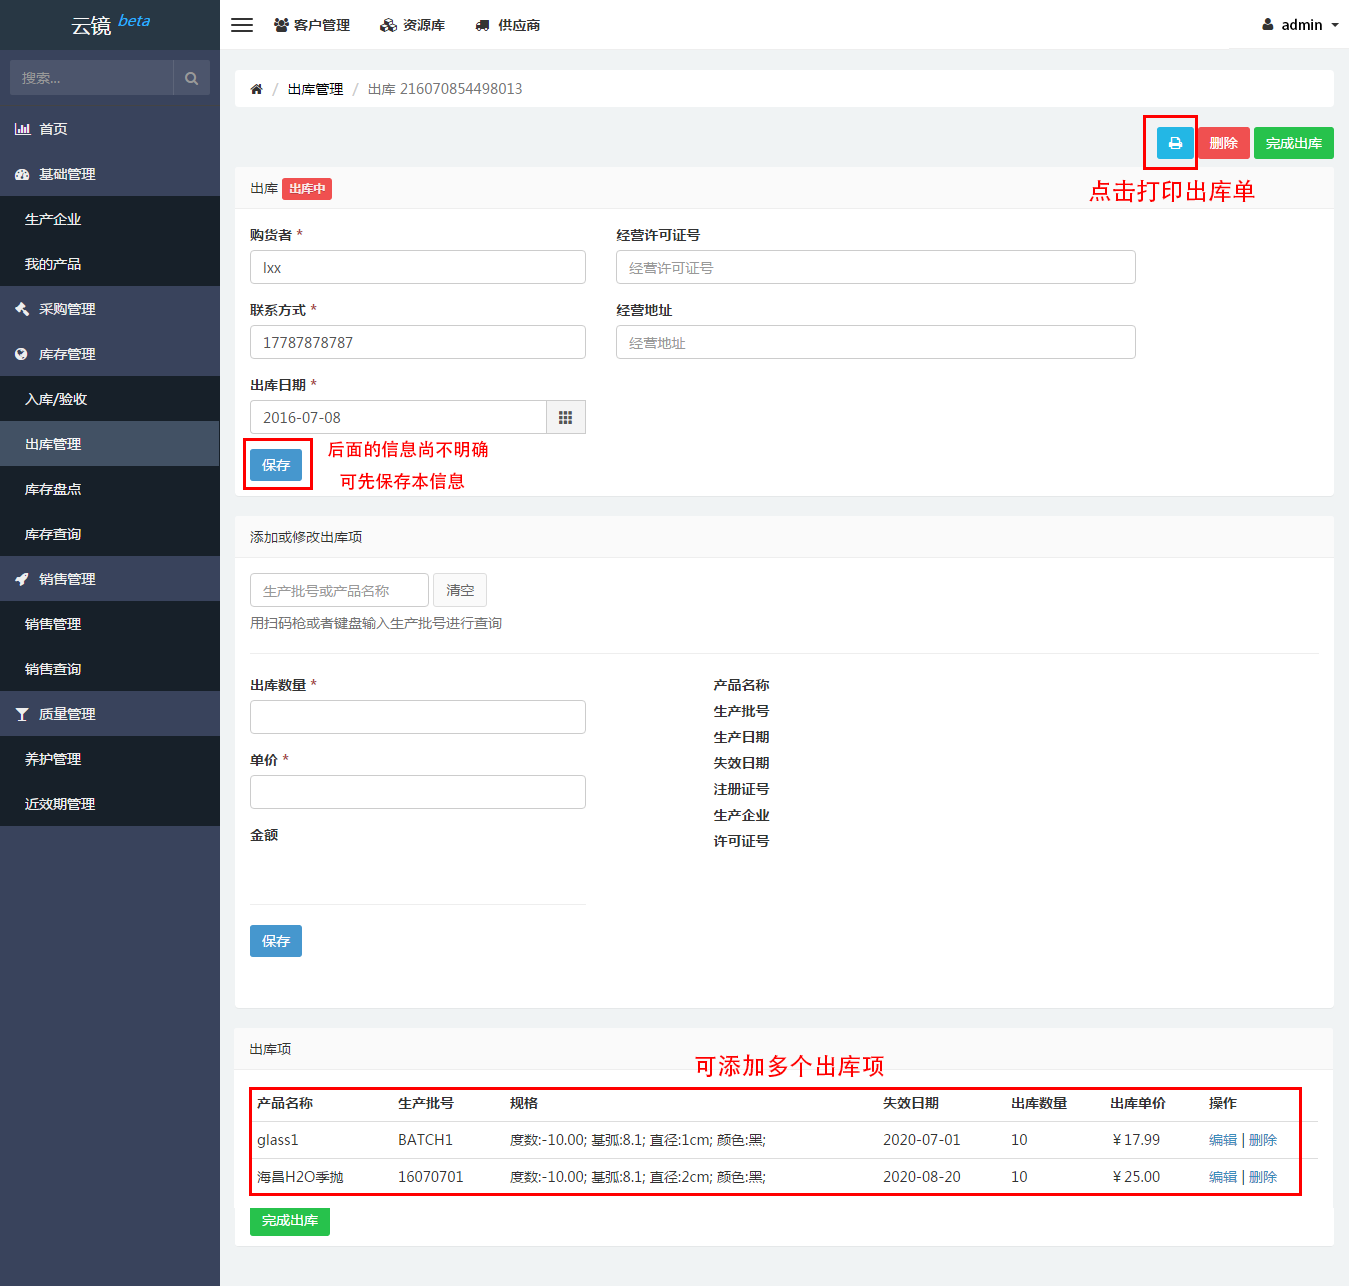 云镜 beta
客户管理
资源库
供应商
admin
搜索...
首页
基础管理
生产企业
我的产品
采购管理
库存管理
入库/验收
出库管理
库存盘点
库存查询
销售管理
销售管理
销售查询
质量管理
养护管理
近效期管理
/ 出库管理 / 出库 216070854498013
删除
完成出库
点击打印出库单
出库 出库中
购货者 *
经营许可证号
lxx
经营许可证号
联系方式 *
经营地址
17787878787
经营地址
出库日期 *
2016-07-08
保存
后面的信息尚不明确
可先保存本信息
添加或修改出库项
生产批号或产品名称
清空
用扫码枪或者键盘输入生产批号进行查询
出库数量 *
单价 *
金额
产品名称
生产批号
生产日期
失效日期
注册证号
生产企业
许可证号
保存
出库项
可添加多个出库项
产品名称 生产批号 规格 失效日期 出库数量 出库单价 操作
glass1 BATCH1 度数:-10.00; 基弧:8.1; 直径:1cm; 颜色:黑; 2020-07-01 10 ￥17.99 编辑 | 删除
海昌H2O季抛 16070701 度数:-10.00; 基弧:8.1; 直径:2cm; 颜色:黑; 2020-08-20 10 ￥25.00 编辑 | 删除
完成出库